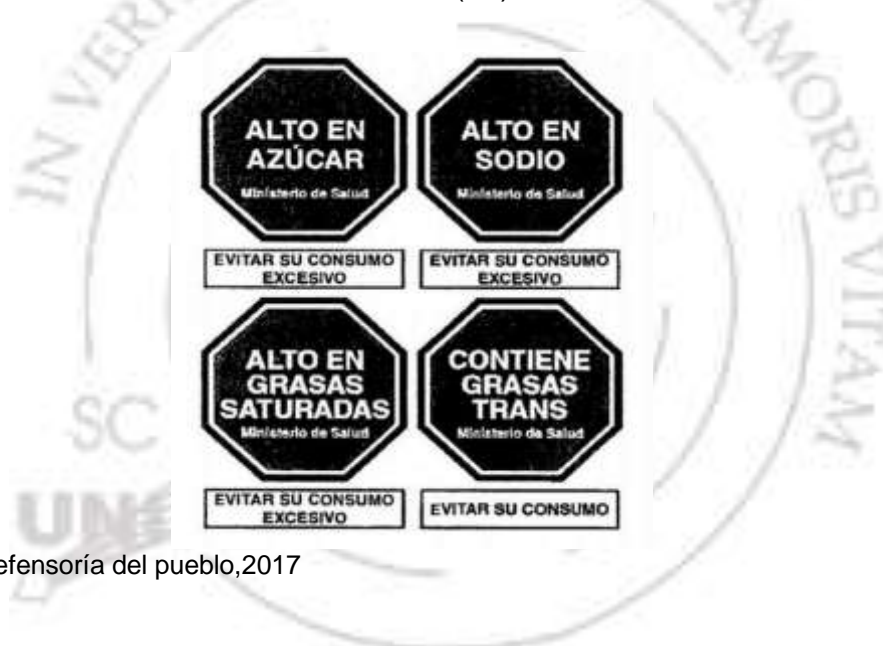 ALTO EN
AZÚCAR
Ministerio de Salud
ALTO EN
SODIO
Ministerio de Salud
EVITAR SU CONSUMO
EXCESIVO
EVITAR SU CONSUMO
EXCESIVO
ALTO EN
GRASAS
SATURADAS
Ministerio de Salud
CONTIENE
GRASAS
TRANS
Ministerio de Salud
EVITAR SU CONSUMO
EXCESIVO
EVITAR SU CONSUMO
efensoría del pueblo,2017
SC
VITAM